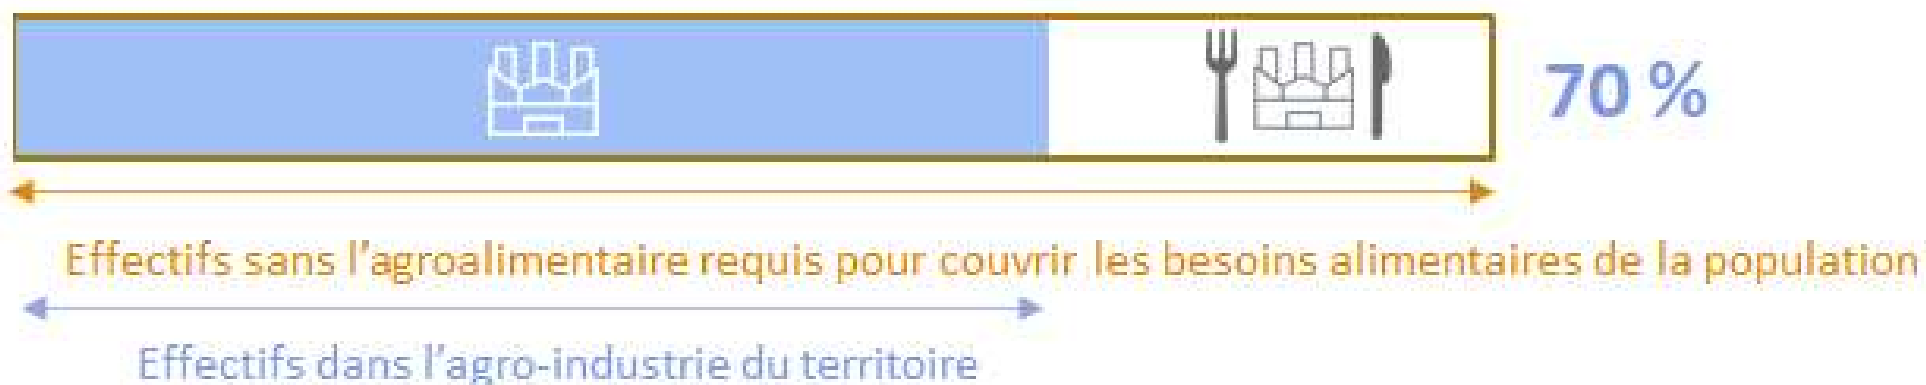 70 %
Effectifs sans l'agroalimentaire requis pour couvrir les besoins alimentaires de la population
Effectifs dans l'agro-industrie du territoire